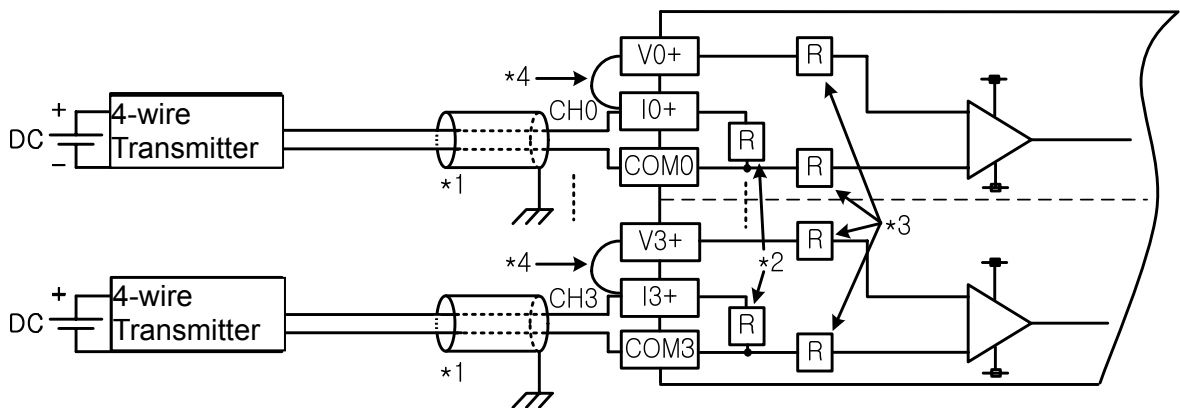 V0+
R
*4
CH0
I0+
+
4-wire
Transmitter
DC
−
R
COM0
R
*1
*3
V3+
R
*4
*2
CH3
I3+
+
4-wire
Transmitter
DC
−
R
COM3
R
*1